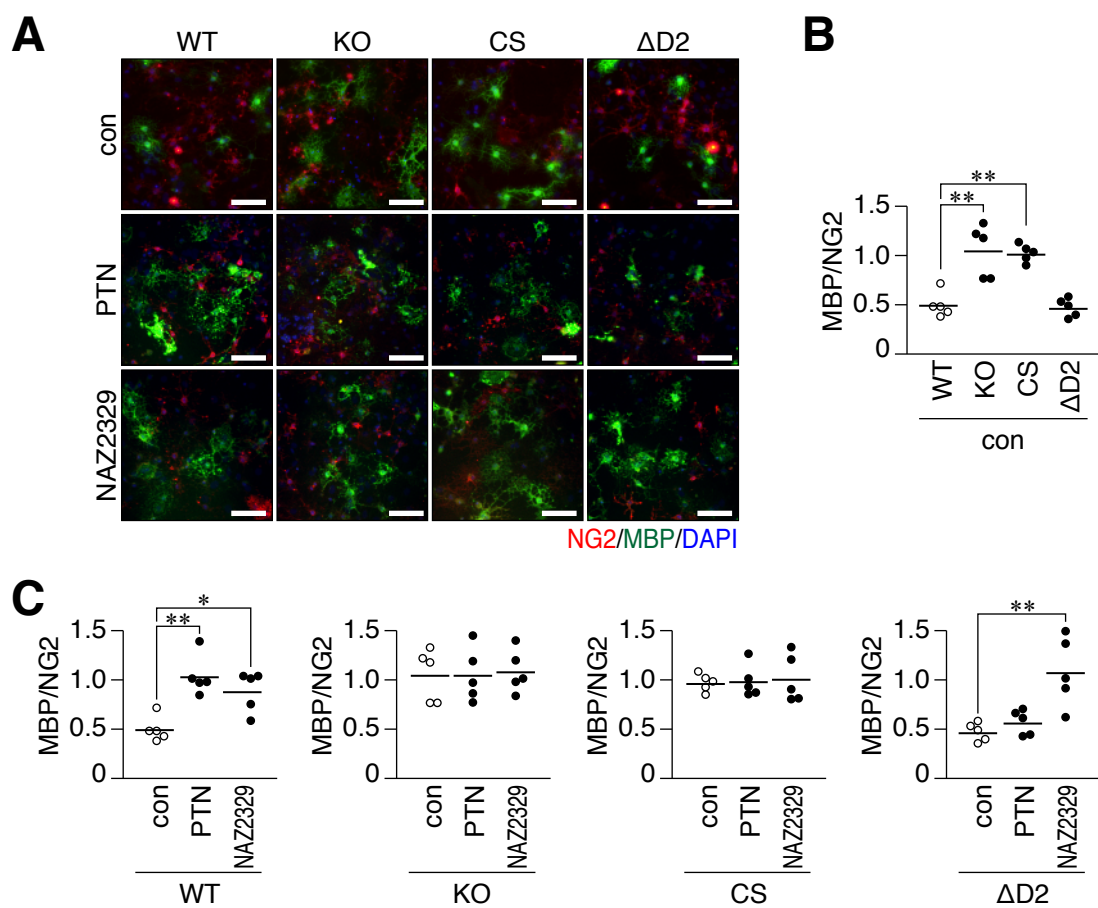 A
WT KO CS ΔD2
con
PTN
NAZ2329
NG2/MBP/DAPI
B
MBP/NG2
1.5
1.0
0.5
0
**
**
WT KO CS ΔD2
con
C
MBP/NG2
1.5
1.0
0.5
0
**
*
con PTN NAZ2329
WT
MBP/NG2
1.5
1.0
0.5
0
con PTN NAZ2329
KO
MBP/NG2
1.5
1.0
0.5
0
con PTN NAZ2329
CS
MBP/NG2
1.5
1.0
0.5
0
**
con PTN NAZ2329
ΔD2